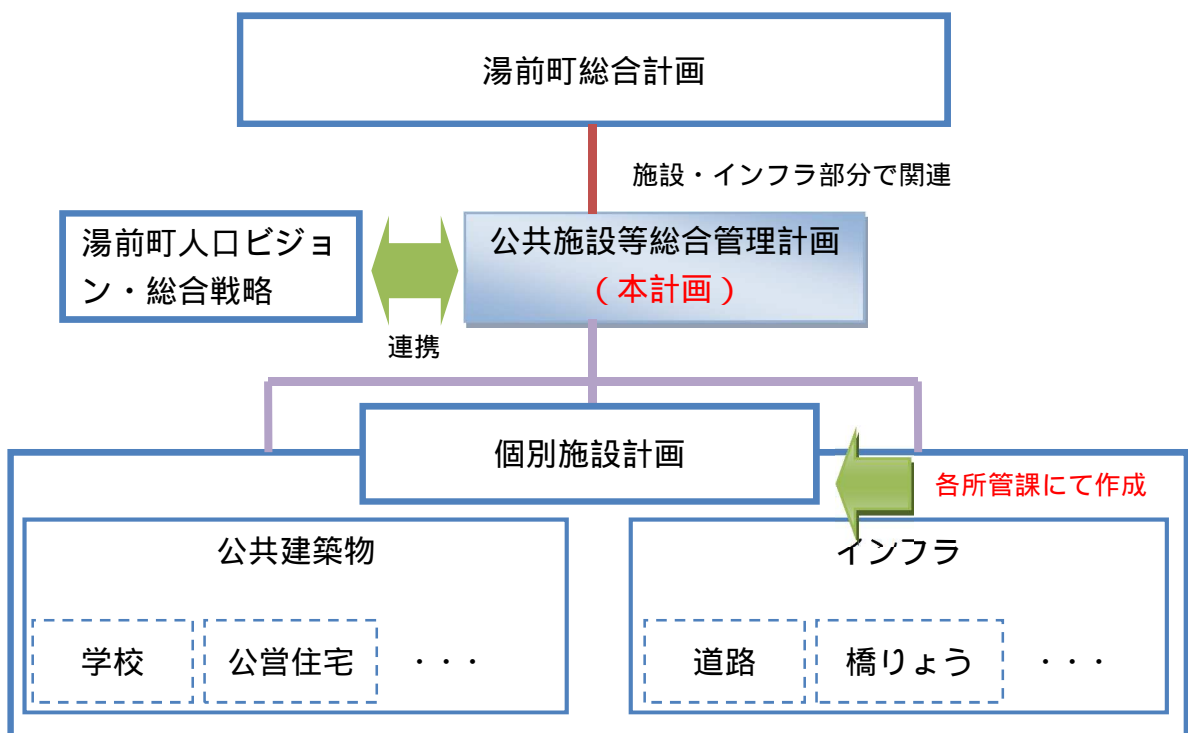 湯前町総合計画
施設・インフラ部分で関連
湯前町人口ビジョ
ン・総合戦略
連携
公共施設等総合管理計画
（本計画）
個別施設計画
各所管課にて作成
公共建築物
学校
公営住宅
・・・
インフラ
道路
橋りょう
・・・